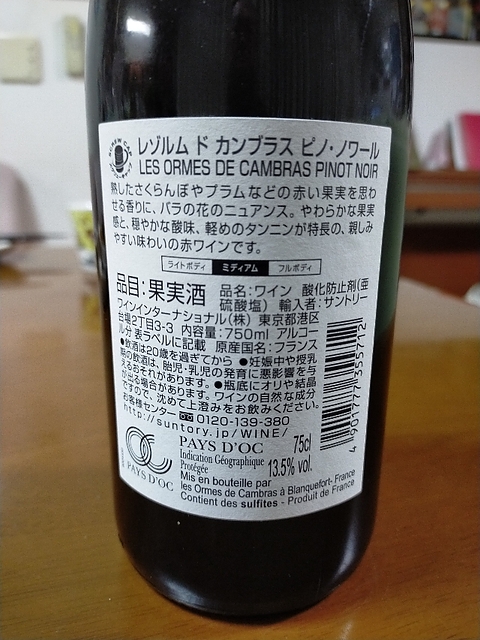 SCREW CAP
レゾルム ド カンブラス ピノ・ノワール
LES ORMES DE CAMBRAS PINOT NOIR
熟したさくらんぼやプラムなどの赤い果実を思わ
せる香りに、バラの花のニュアンス。やわらかな果実
感と、穏やかな酸味、軽めのタンニンが特長の、親しみ
やすい味わいの赤ワインです。
ライトボディ ミディアム フルボディ
品目:果実酒 品名:ワイン 酸化防止剤(亜
硫酸塩) 輸入者:サントリー
ワインインターナショナル(株) 東京都港区
台場2丁目3-3 内容量:750ml アルコー
ル分 表ラベルに記載 原産国名:フランス
●飲酒は20歳を過ぎてから ●妊娠中や授乳
期の飲酒は、胎児・乳児の発育に悪影響を与
えるおそれがあります。●瓶底にオリや結晶
が出る場合があります。ワインの自然な成分
ですので、沈めて上澄みをお飲みください。
お客様センター 0120-139-380
http://suntory.jp/WINE/
4 901777 355712
PAYS D'OC
PAYS D'OC
Indication Géographique
Protégée
75cl
13.5% vol.
Mis en bouteille par
les Ormes de Cambras à Blanquefort- France
Contient des sulfites - Produit de France